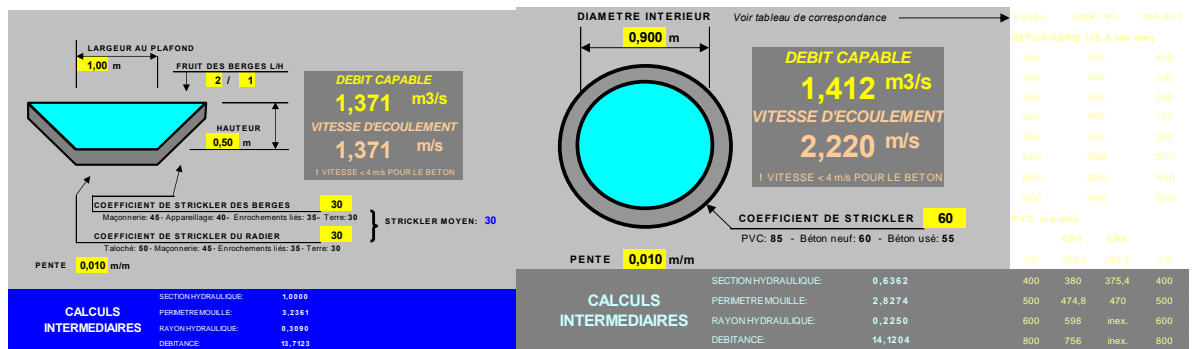 LARGEUR AU PLAFOND
1,00 m
FRUIT DES BERGES L/H
2 / 1
DEBIT CAPABLE
1,371 m3/s
VITESSE D'ECOULEMENT
1,371 m/s
! VITESSE < 4 m/s POUR LE BETON
HAUTEUR
0,50 m
COEFFICIENT DE STRICKLER DES BERGES 30
Maçonnerie: 45 - Appareillage: 40 - Enrochements liés: 35 - Terre: 30
COEFFICIENT DE STRICKLER DU RADIER 30
Taloché: 50 - Maçonnerie: 45 - Enrochements liés: 35 - Terre: 30
STRICKLER MOYEN: 30
PENTE 0,010 m/m
CALCULS INTERMEDIAIRES
SECTION HYDRAULIQUE: 1,0000
PERIMETRE MOUILLE: 3,2361
RAYON HYDRAULIQUE: 0,3090
DEBITANCE: 13,7123
DIAMETRE INTERIEUR
0,900 m
Voir tableau de correspondance
DEBIT CAPABLE
1,412 m3/s
VITESSE D'ECOULEMENT
2,220 m/s
! VITESSE < 4 m/s POUR LE BETON
COEFFICIENT DE STRICKLER 60
PVC: 85 - Béton neuf: 60 - Béton usé: 55
PENTE 0,010 m/m
CALCULS INTERMEDIAIRES
SECTION HYDRAULIQUE: 0,6362
PERIMETRE MOUILLE: 2,8274
RAYON HYDRAULIQUE: 0,2250
DEBITANCE: 14,1204
PVC (en mm)
CR4 CR8
400 380 375,4 400
500 474,8 470 500
600 598 inex. 600
800 756 inex. 800